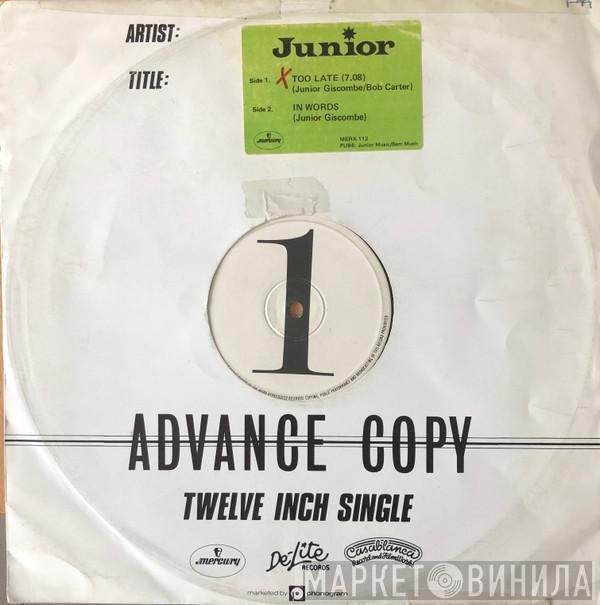 ARTIST:
TITLE:
Junior
Side 1. X TOO LATE (7.08)
(Junior Giscombe/Bob Carter)
Side 2. IN WORDS
(Junior Giscombe)
mercury
MERX 112
PUBS: Junior Music/Sem Music
1
ADVANCE COPY
TWELVE INCH SINGLE
mercury
De-Lite
RECORDS
Casablanca
Record and FilmWorks
marketed by phonogram
МАРКЕТ ВИНИЛА